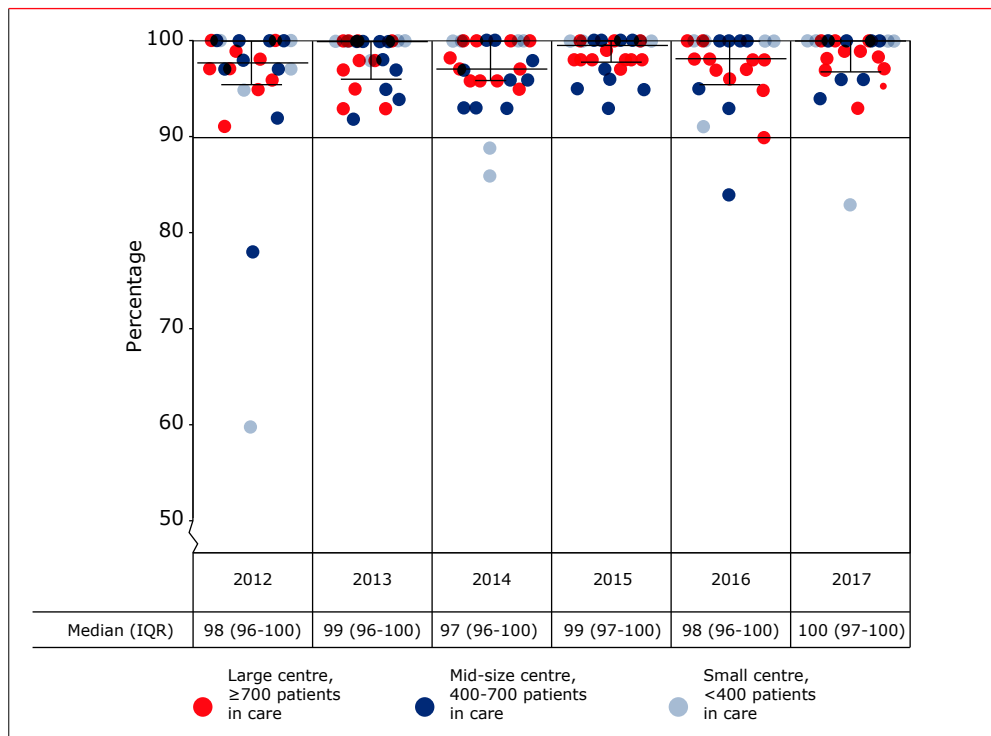 100
90
80
70
60
50
Percentage
2012 2013 2014 2015 2016 2017
Median (IQR) 98 (96-100) 99 (96-100) 97 (96-100) 99 (97-100) 98 (96-100) 100 (97-100)
Large centre,
≥700 patients
in care
Mid-size centre,
400-700 patients
in care
Small centre,
<400 patients
in care